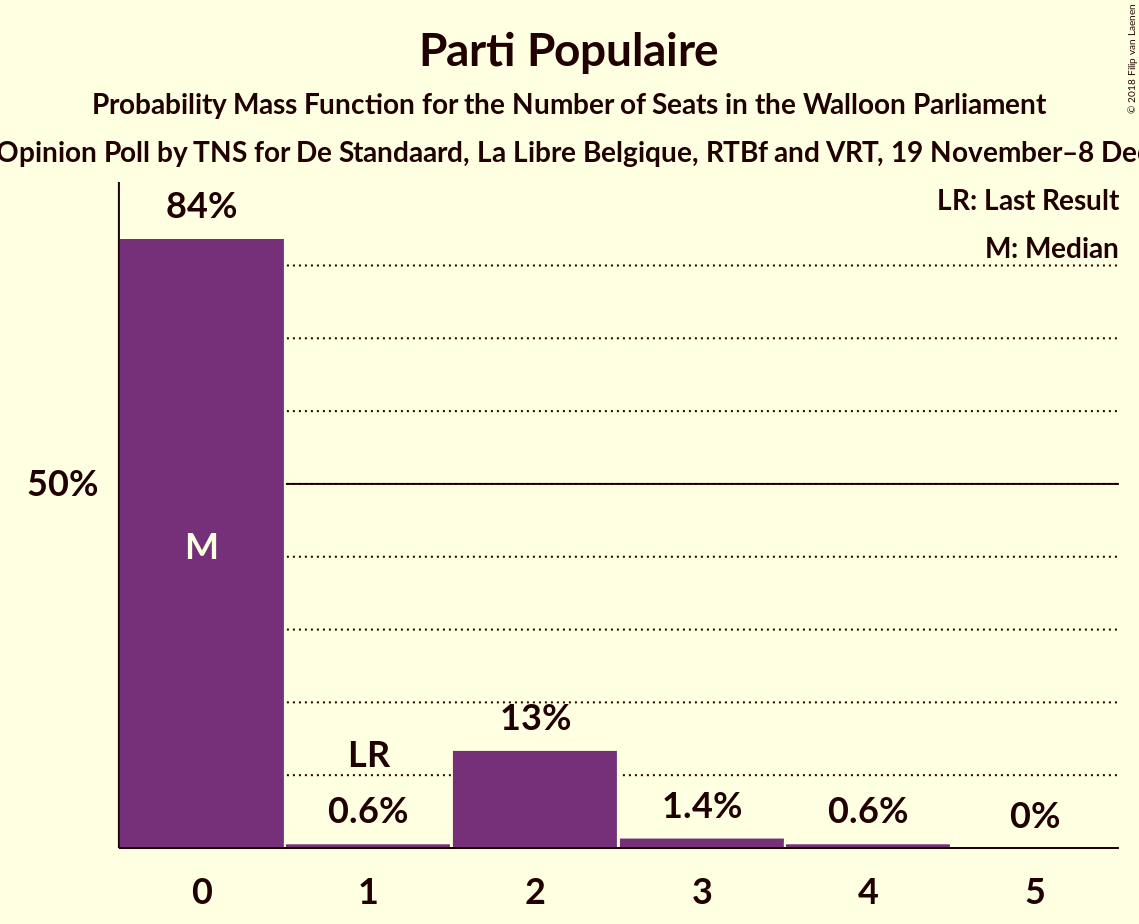 Parti Populaire
Probability Mass Function for the Number of Seats in the Walloon Parliament
Opinion Poll by TNS for De Standaard, La Libre Belgique, RTBf and VRT, 19 November–8
© 2018 Filip van Laenen
LR: Last Result
M: Median
84%
50%
M
LR
0.6%
13%
1.4%
0.6%
0%
0 1 2 3 4 5